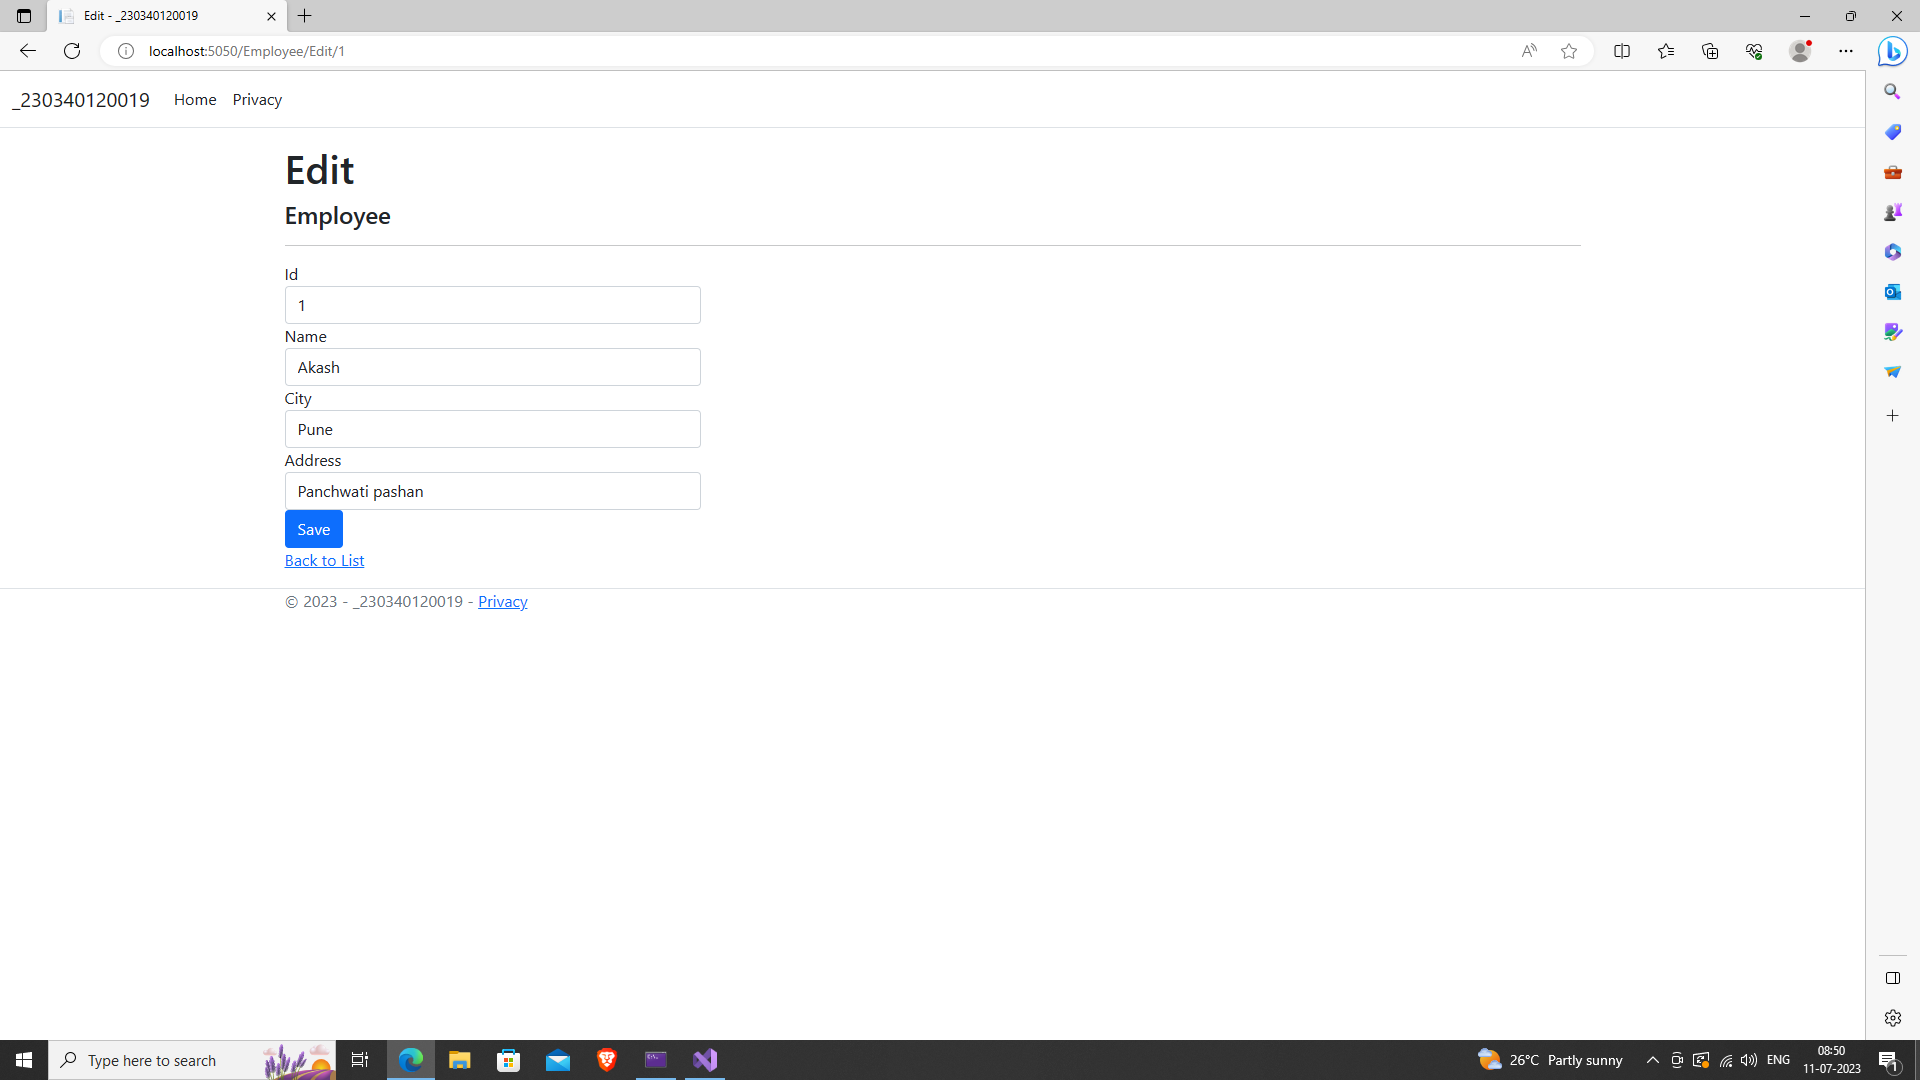 Edit - _230340120019
localhost:5050/Employee/Edit/1
_230340120019 Home Privacy
Edit
Employee
Id
1
Name
Akash
City
Pune
Address
Panchwati pashan
Save
Back to List
© 2023 - _230340120019 - Privacy
Type here to search
26°C Partly sunny
ENG
08:50
11-07-2023
1